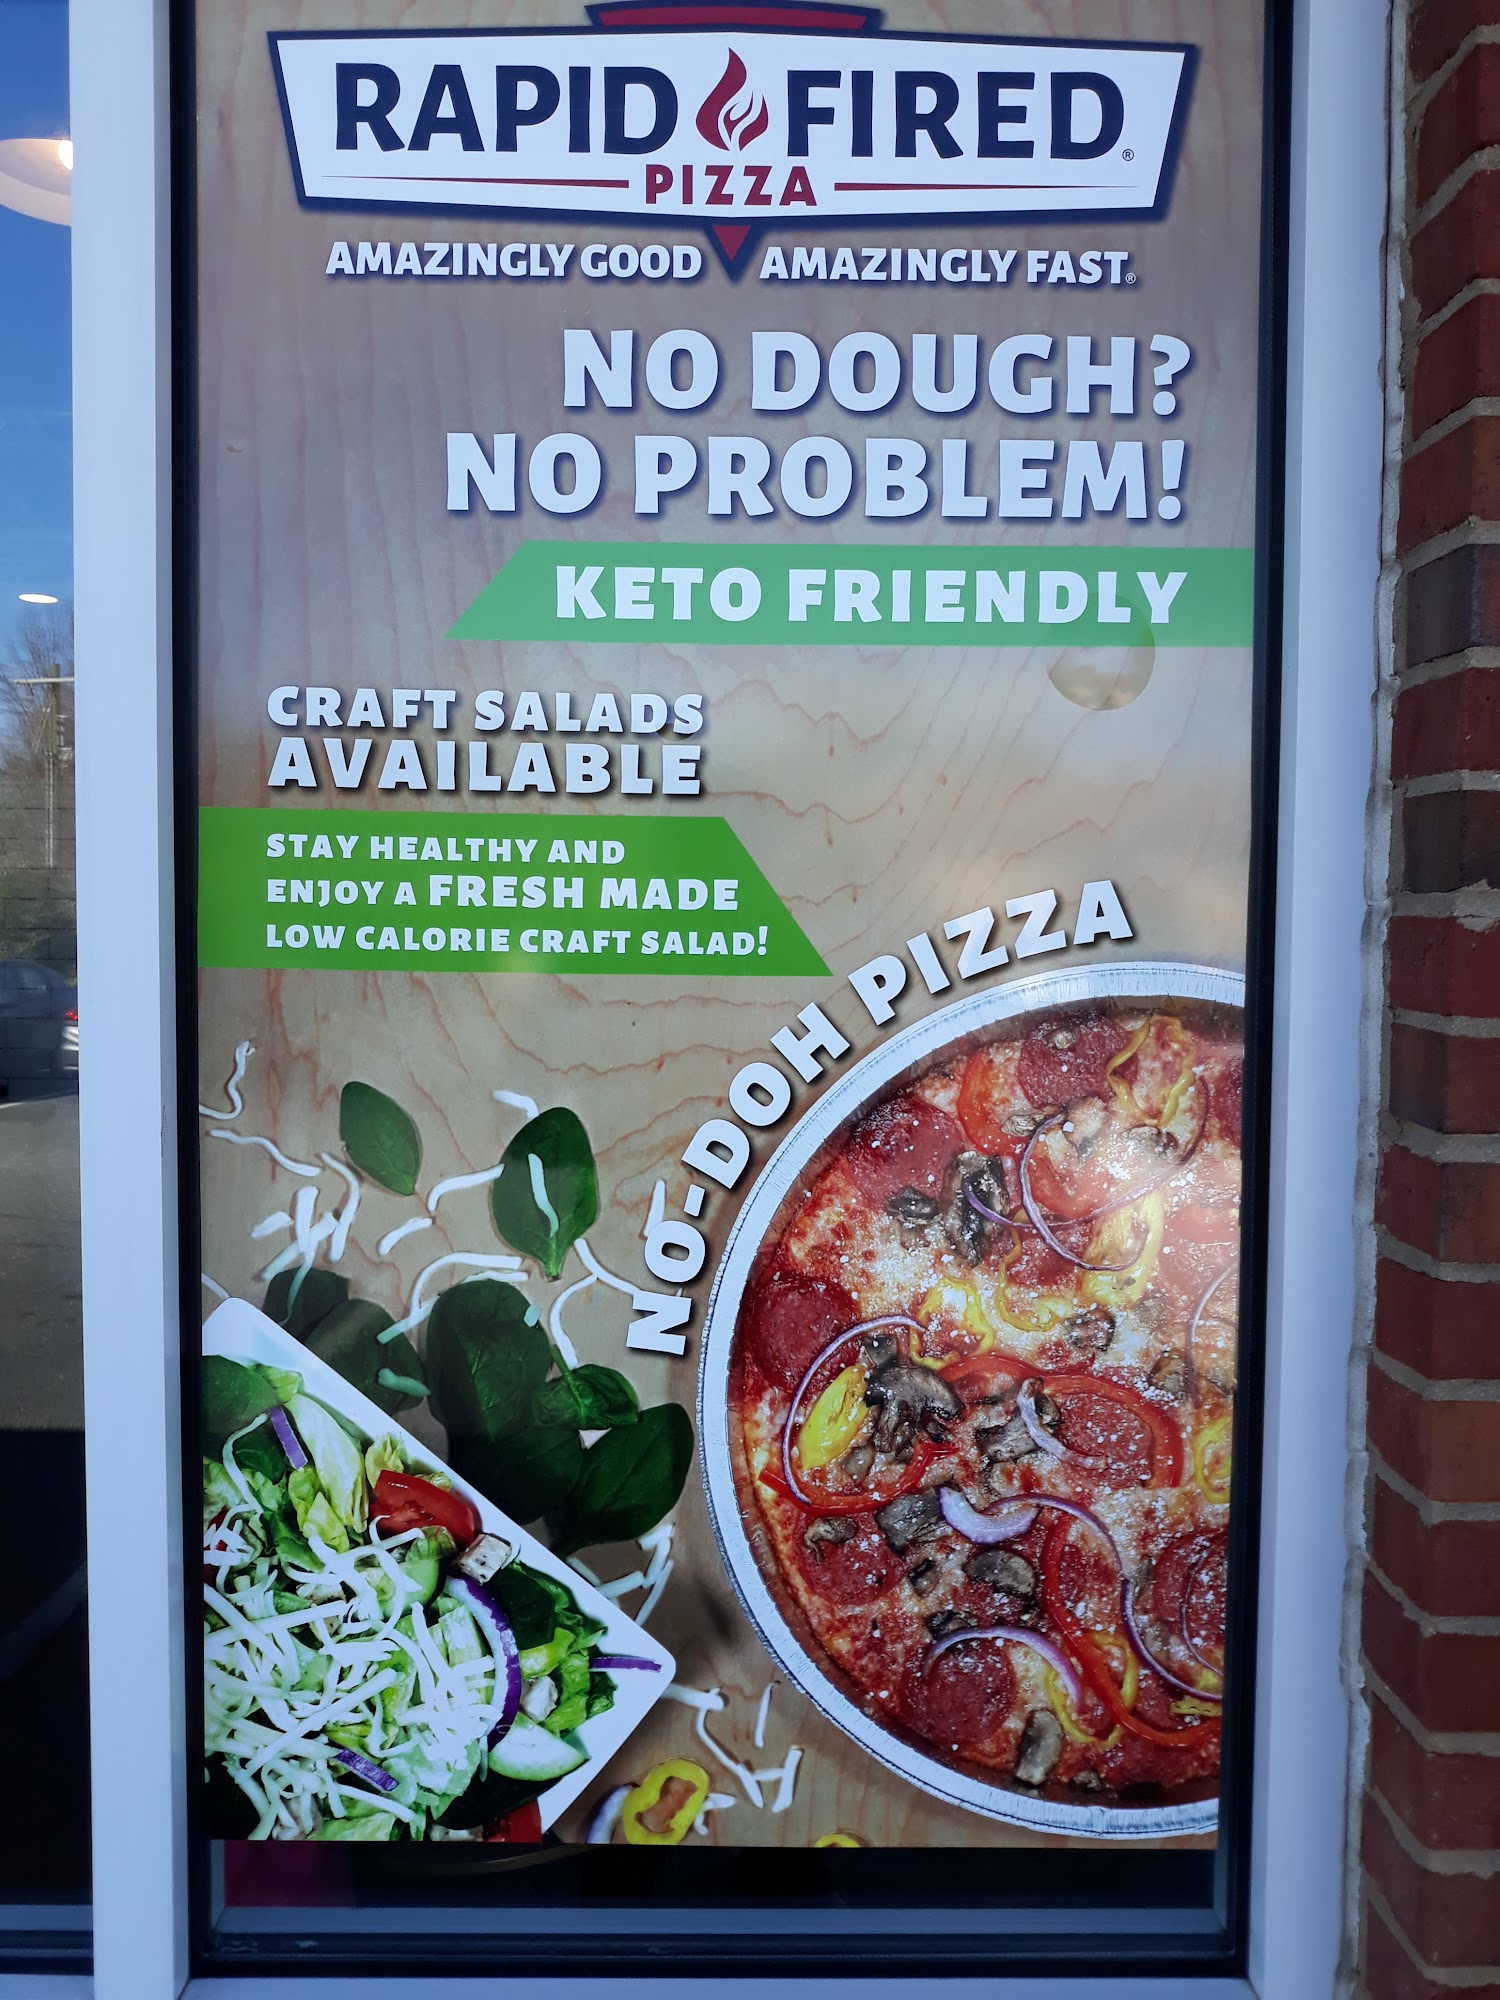 RAPID FIRED®
PIZZA
AMAZINGLY GOOD AMAZINGLY FAST®
NO DOUGH?
NO PROBLEM!
KETO FRIENDLY
CRAFT SALADS
AVAILABLE
STAY HEALTHY AND
ENJOY A FRESH MADE
LOW CALORIE CRAFT SALAD!
NO-DOH PIZZA